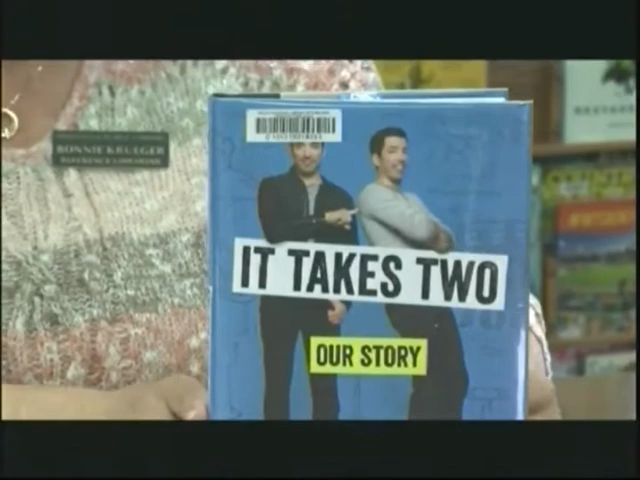 BONNIE KRUEGER
REFERENCE LIBRARIAN
IT TAKES TWO
OUR STORY